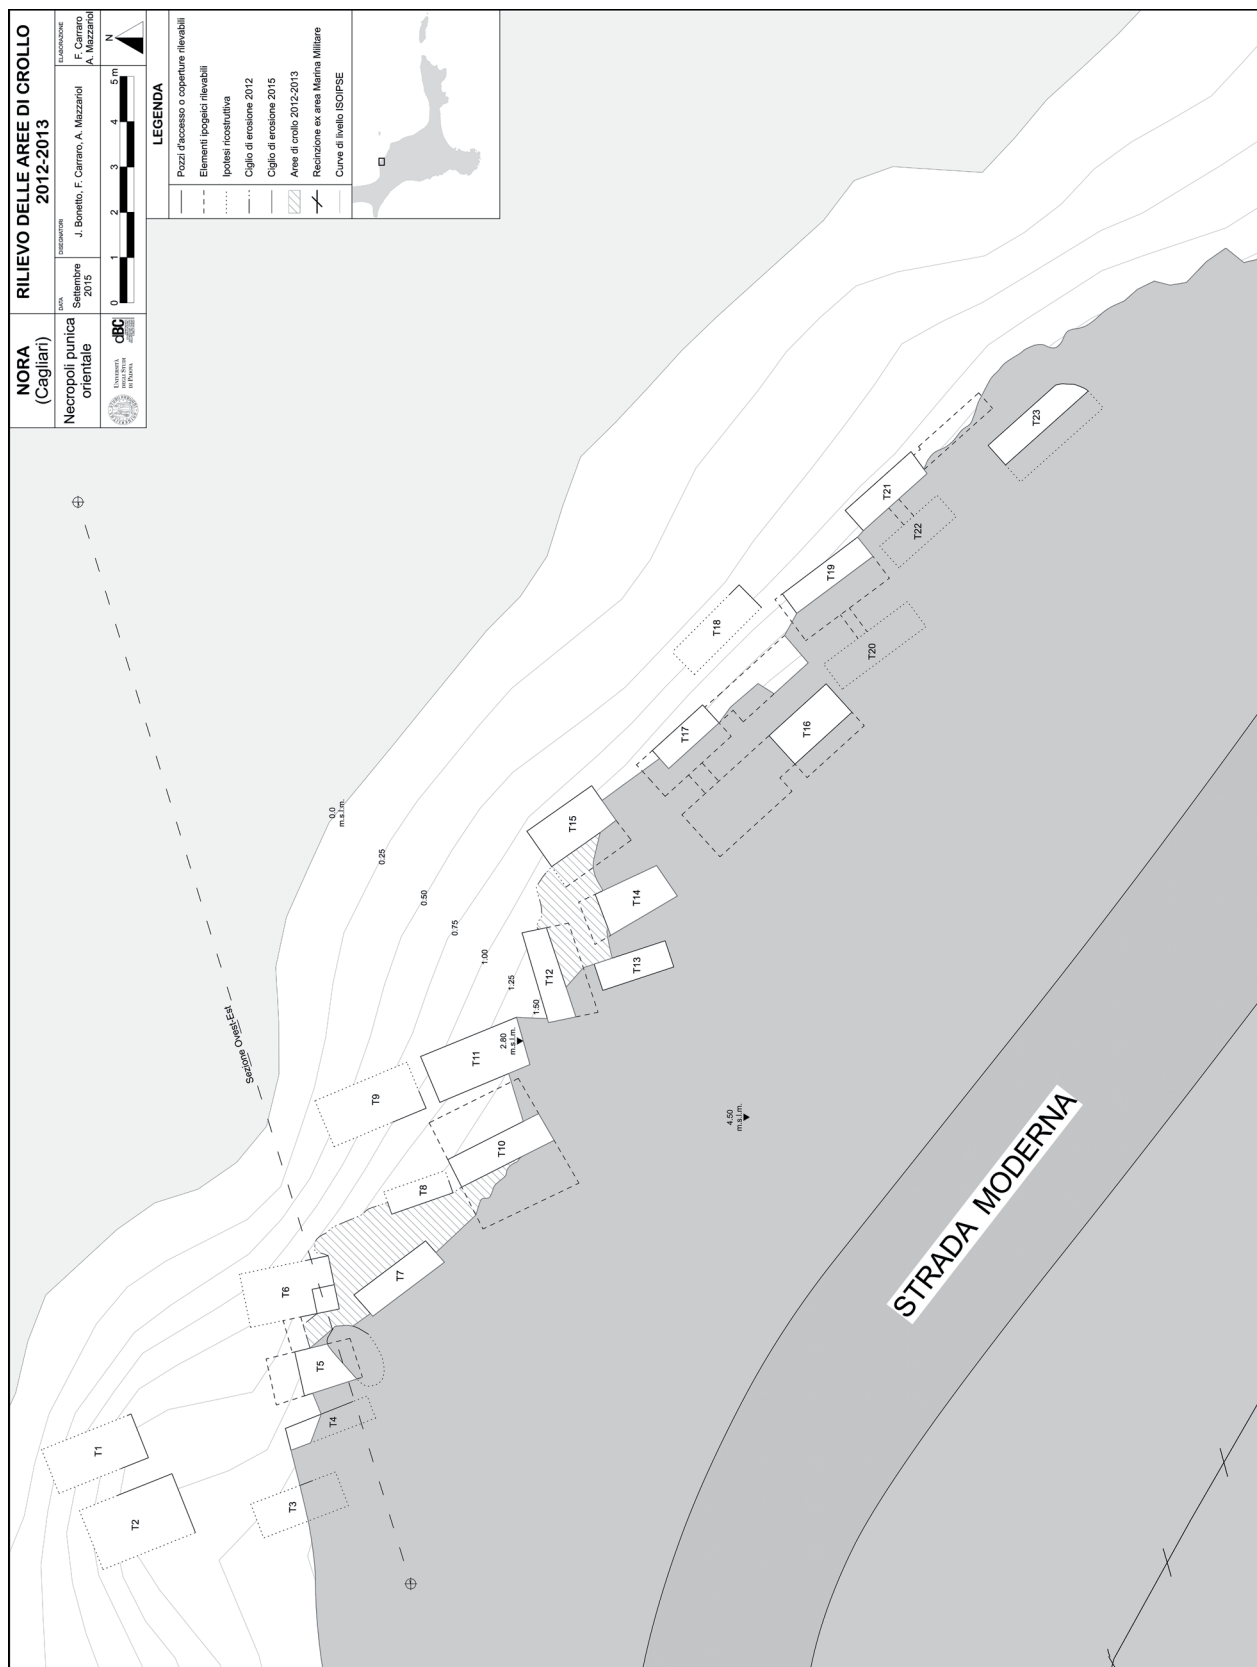 NORA
(Cagliari)
RILIEVO DELLE AREE DI CROLLO
2012-2013
Necropoli punica
orientale
DATA
Settembre
2015
DISEGNATORI
J. Bonetto, F. Carraro, A. Mazzariol
ELABORAZIONE
F. Carraro
A. Mazzariol
UNIVERSITÀ
DEGLI STUDI
DI PADOVA
dBC
0 1 2 3 4 5 m
N
LEGENDA
Pozzi d'accesso o coperture rilevabili
Elementi ipogeici rilevabili
Ipotesi ricostruttiva
Ciglio di erosione 2012
Ciglio di erosione 2015
Aree di crollo 2012-2013
Recinzione ex area Marina Militare
Curve di livello ISOIPSE
Sezione Ovest-Est
0.0
m.s.l.m.
0.25
0.50
0.75
1.00
1.25
1.50
2.80
m.s.l.m.
4.50
m.s.l.m.
T1
T2
T3
T4
T5
T6
T7
T8
T9
T10
T11
T12
T13
T14
T15
T16
T17
T18
T19
T20
T21
T22
T23
STRADA MODERNA